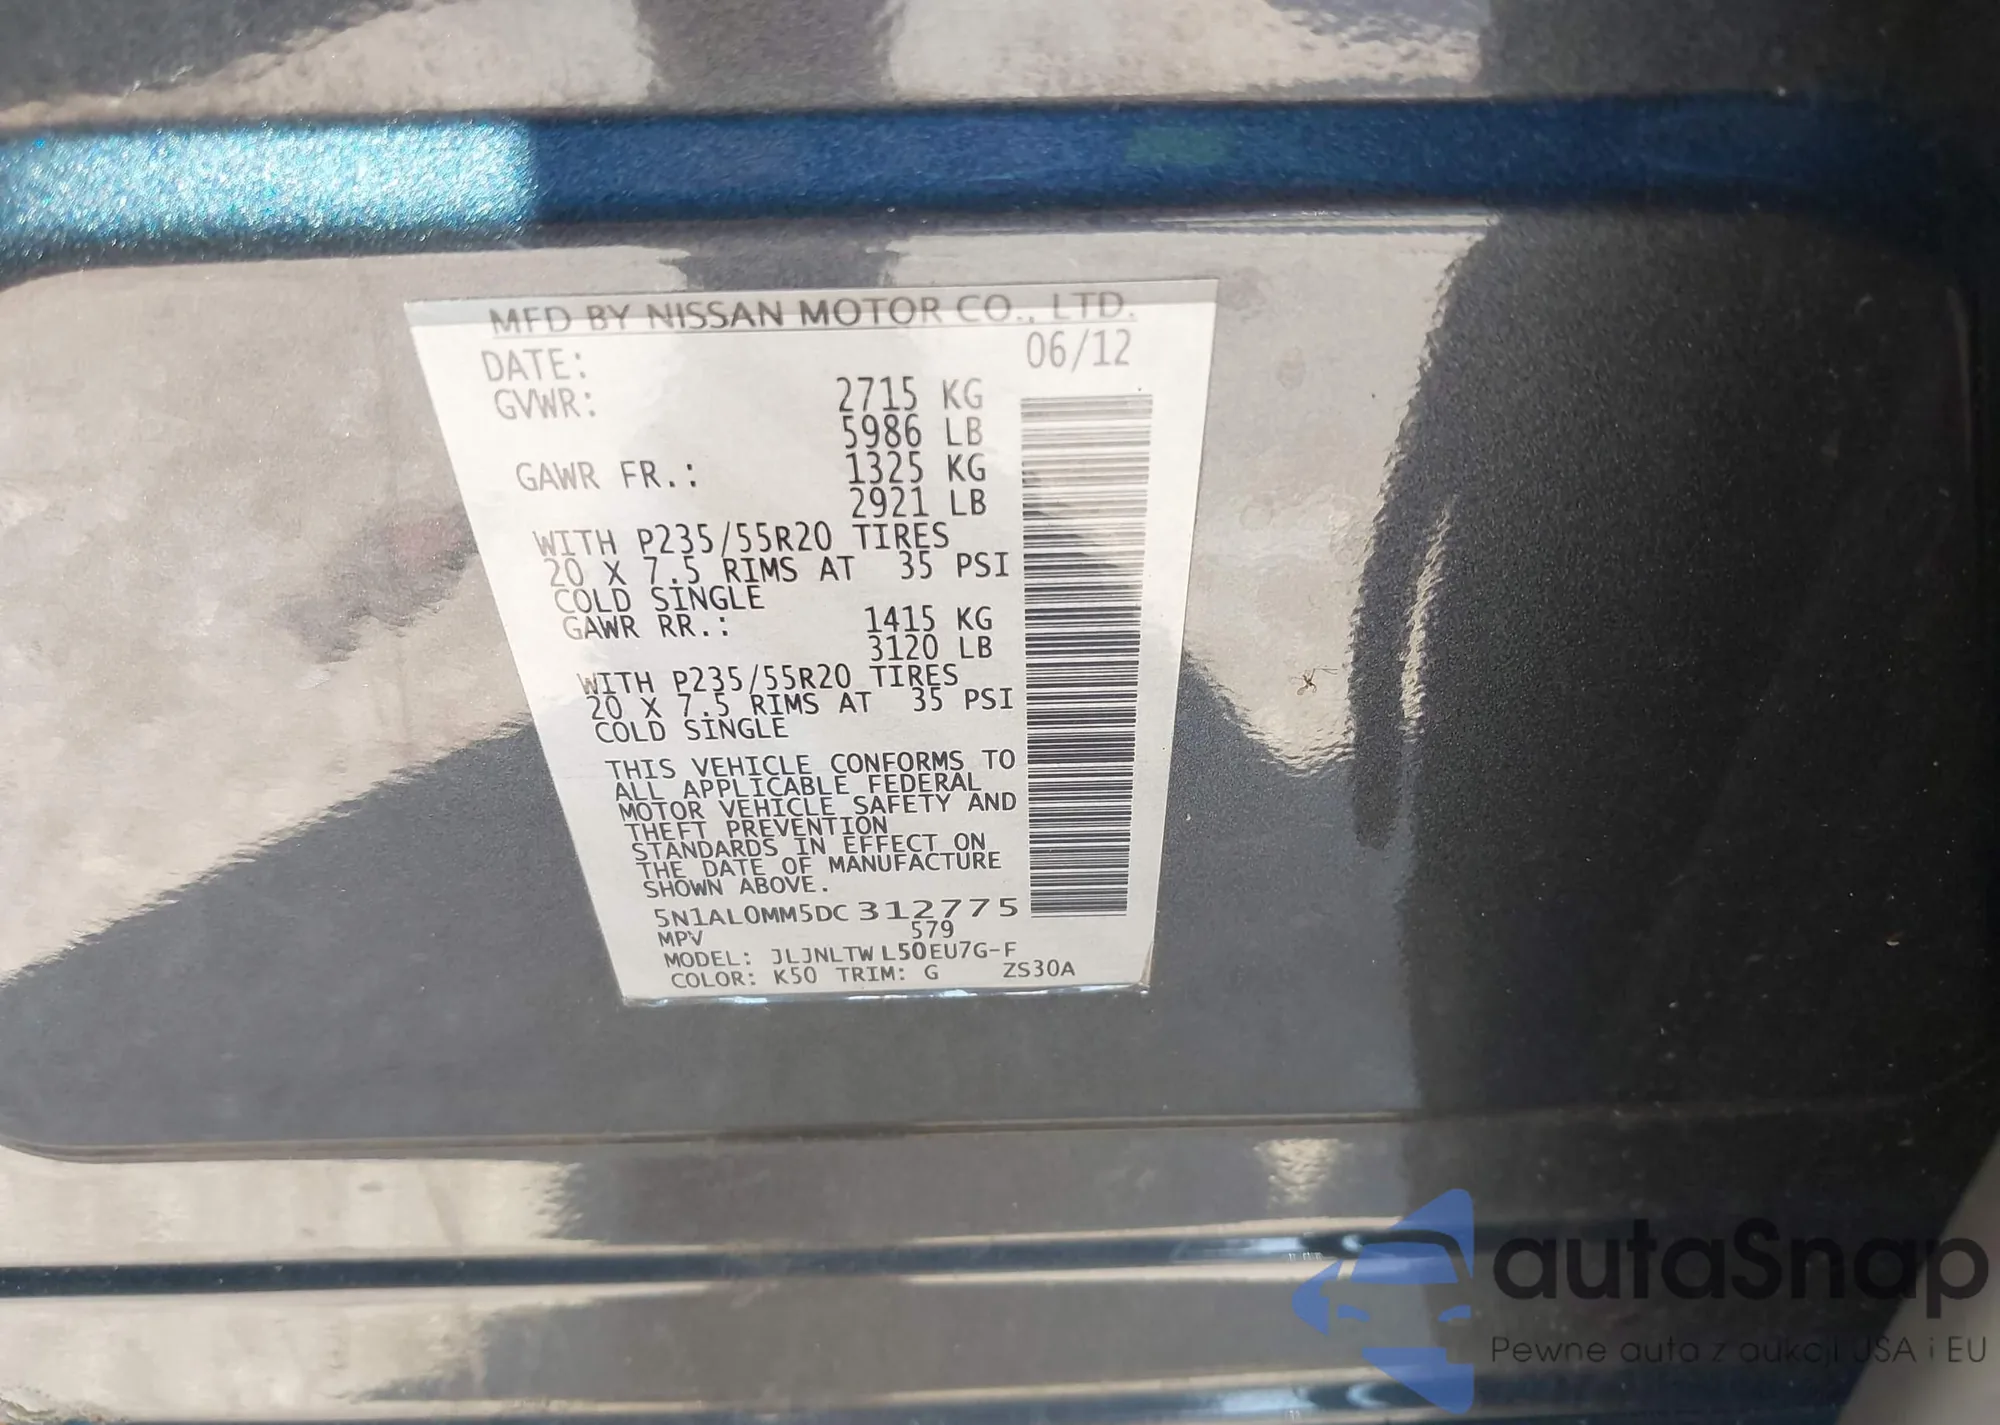 MFD BY NISSAN MOTOR CO., LTD.
DATE: 06/12
GVWR: 2715 KG
5986 LB
GAWR FR.: 1325 KG
2921 LB
WITH P235/55R20 TIRES
20 X 7.5 RIMS AT 35 PSI
COLD SINGLE
GAWR RR.: 1415 KG
3120 LB
WITH P235/55R20 TIRES
20 X 7.5 RIMS AT 35 PSI
COLD SINGLE
THIS VEHICLE CONFORMS TO
ALL APPLICABLE FEDERAL
MOTOR VEHICLE SAFETY AND
THEFT PREVENTION
STANDARDS IN EFFECT ON
THE DATE OF MANUFACTURE
SHOWN ABOVE.
5N1AL0MM5DC312775
MPV 579
MODEL: JLJNLTWL50EU7G-F
COLOR: K50 TRIM: G ZS30A
autaSnap
Pewne auta z aukcji USA i EU